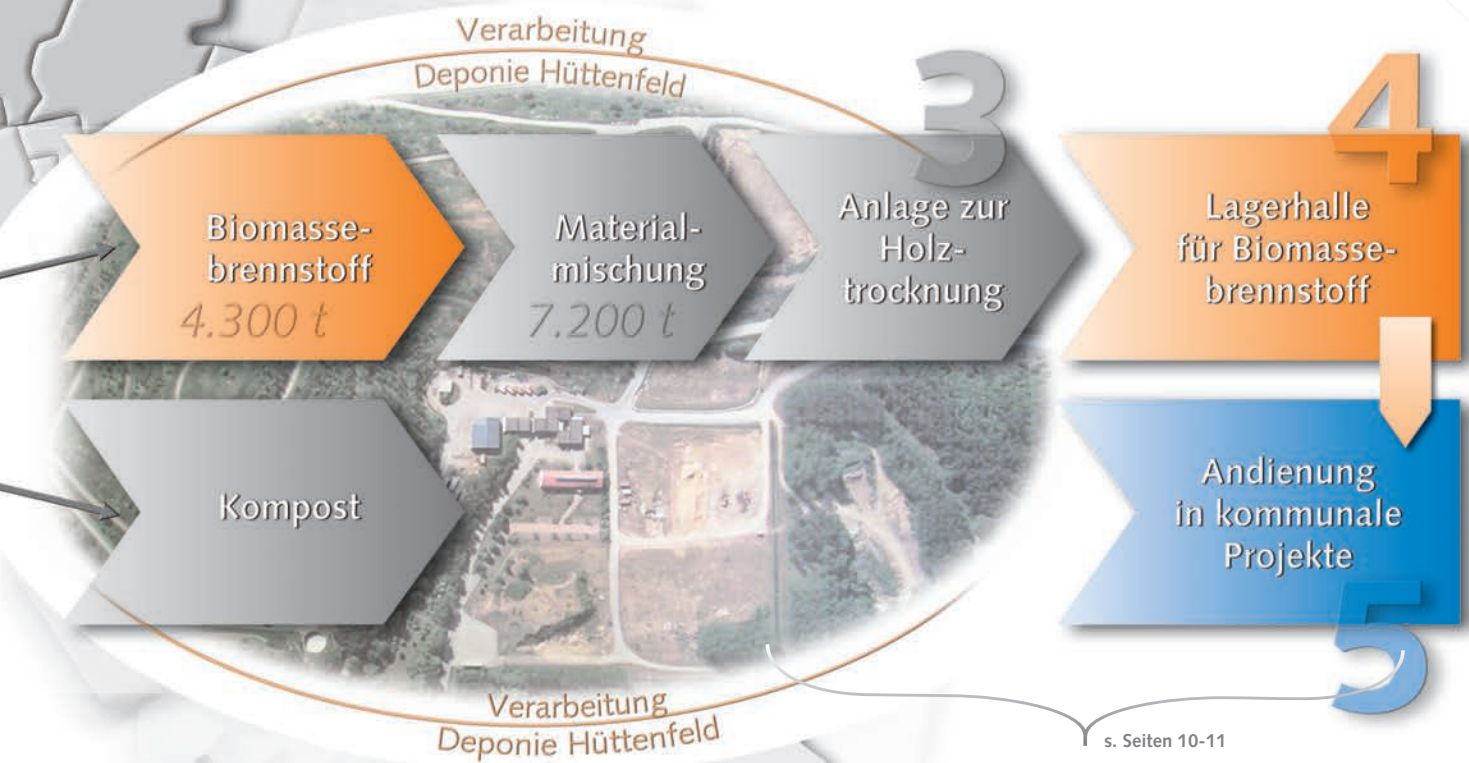 Verarbeitung
Deponie Hüttenfeld
3
4
Biomasse-
brennstoff
4.300 t
Material-
mischung
7.200 t
Anlage zur
Holz-
trocknung
Lagerhalle
für Biomasse-
brennstoff
Kompost
Andienung
in kommunale
Projekte
5
Verarbeitung
Deponie Hüttenfeld
s. Seiten 10-11